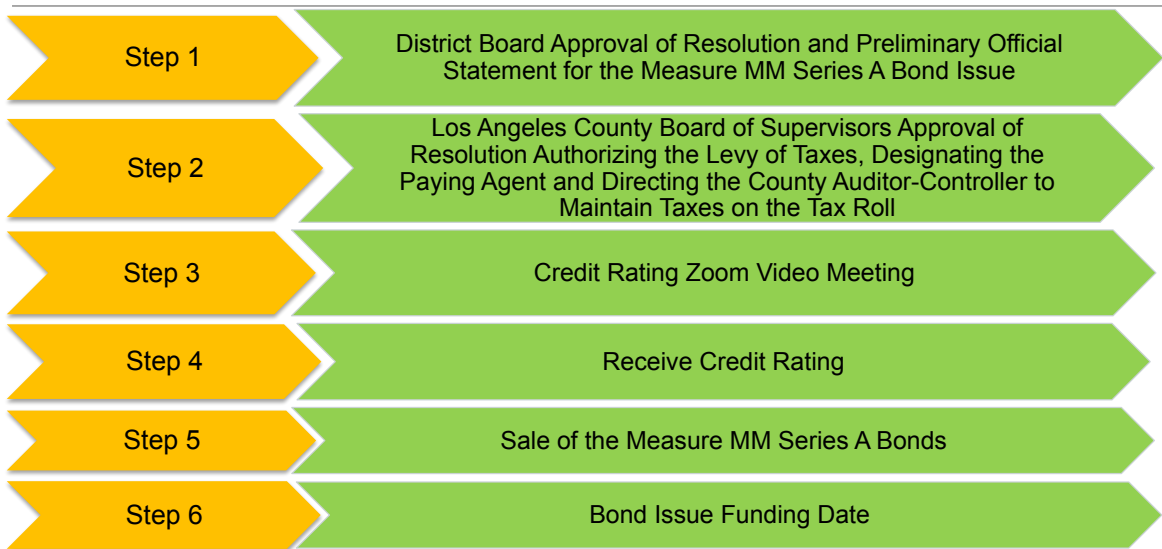 Step 1
District Board Approval of Resolution and Preliminary Official
Statement for the Measure MM Series A Bond Issue
Step 2
Los Angeles County Board of Supervisors Approval of
Resolution Authorizing the Levy of Taxes, Designating the
Paying Agent and Directing the County Auditor-Controller to
Maintain Taxes on the Tax Roll
Step 3
Credit Rating Zoom Video Meeting
Step 4
Receive Credit Rating
Step 5
Sale of the Measure MM Series A Bonds
Step 6
Bond Issue Funding Date